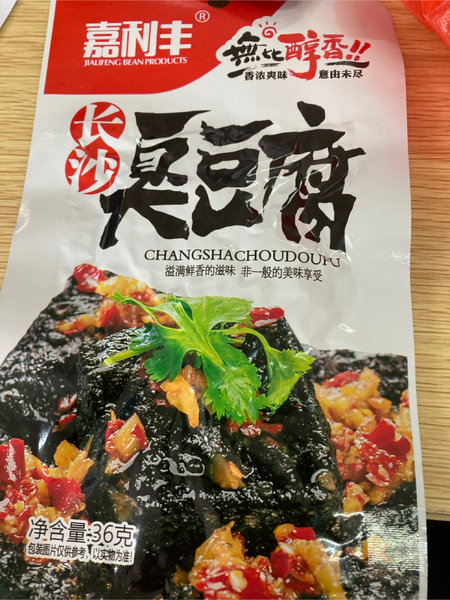 嘉利丰®
JIALIFENG BEAN PRODUCTS
無比醇香!!
香浓爽味 意由未尽
长沙
臭豆腐
CHANGSHACHOUDOUFU
溢满鲜香的滋味 非一般的美味享受
净含量:36克
包装图片仅供参考,以实物为准!